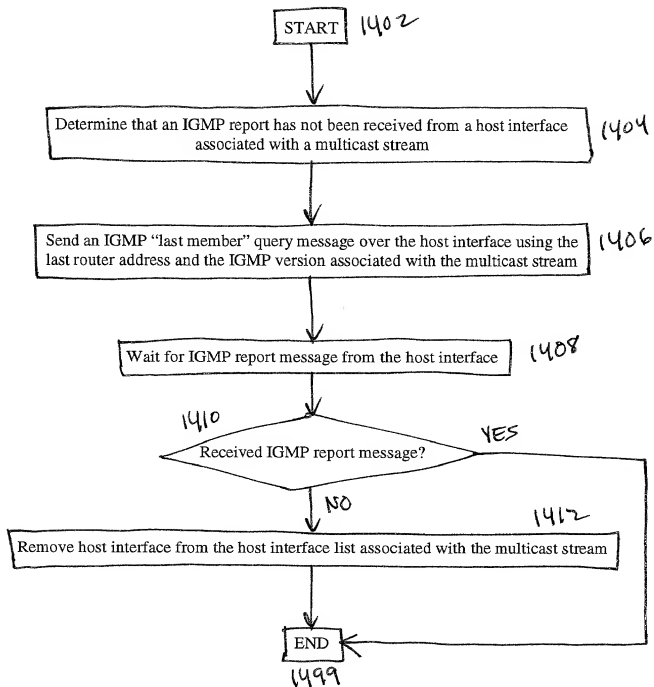 START 1402
Determine that an IGMP report has not been received from a host interface
associated with a multicast stream
1404
Send an IGMP “last member” query message over the host interface using the
last router address and the IGMP version associated with the multicast stream
1406
Wait for IGMP report message from the host interface
1408
1410
Received IGMP report message?
YES
NO
1412
Remove host interface from the host interface list associated with the multicast stream
END
1499